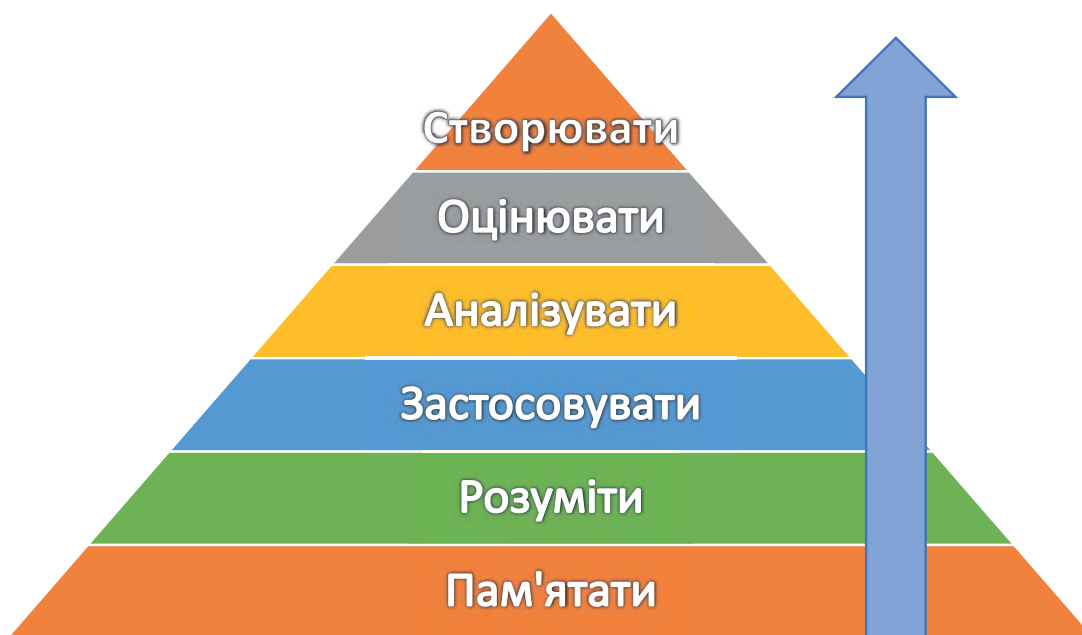 Створювати
Оцінювати
Аналізувати
Застосовувати
Розуміти
Пам'ятати